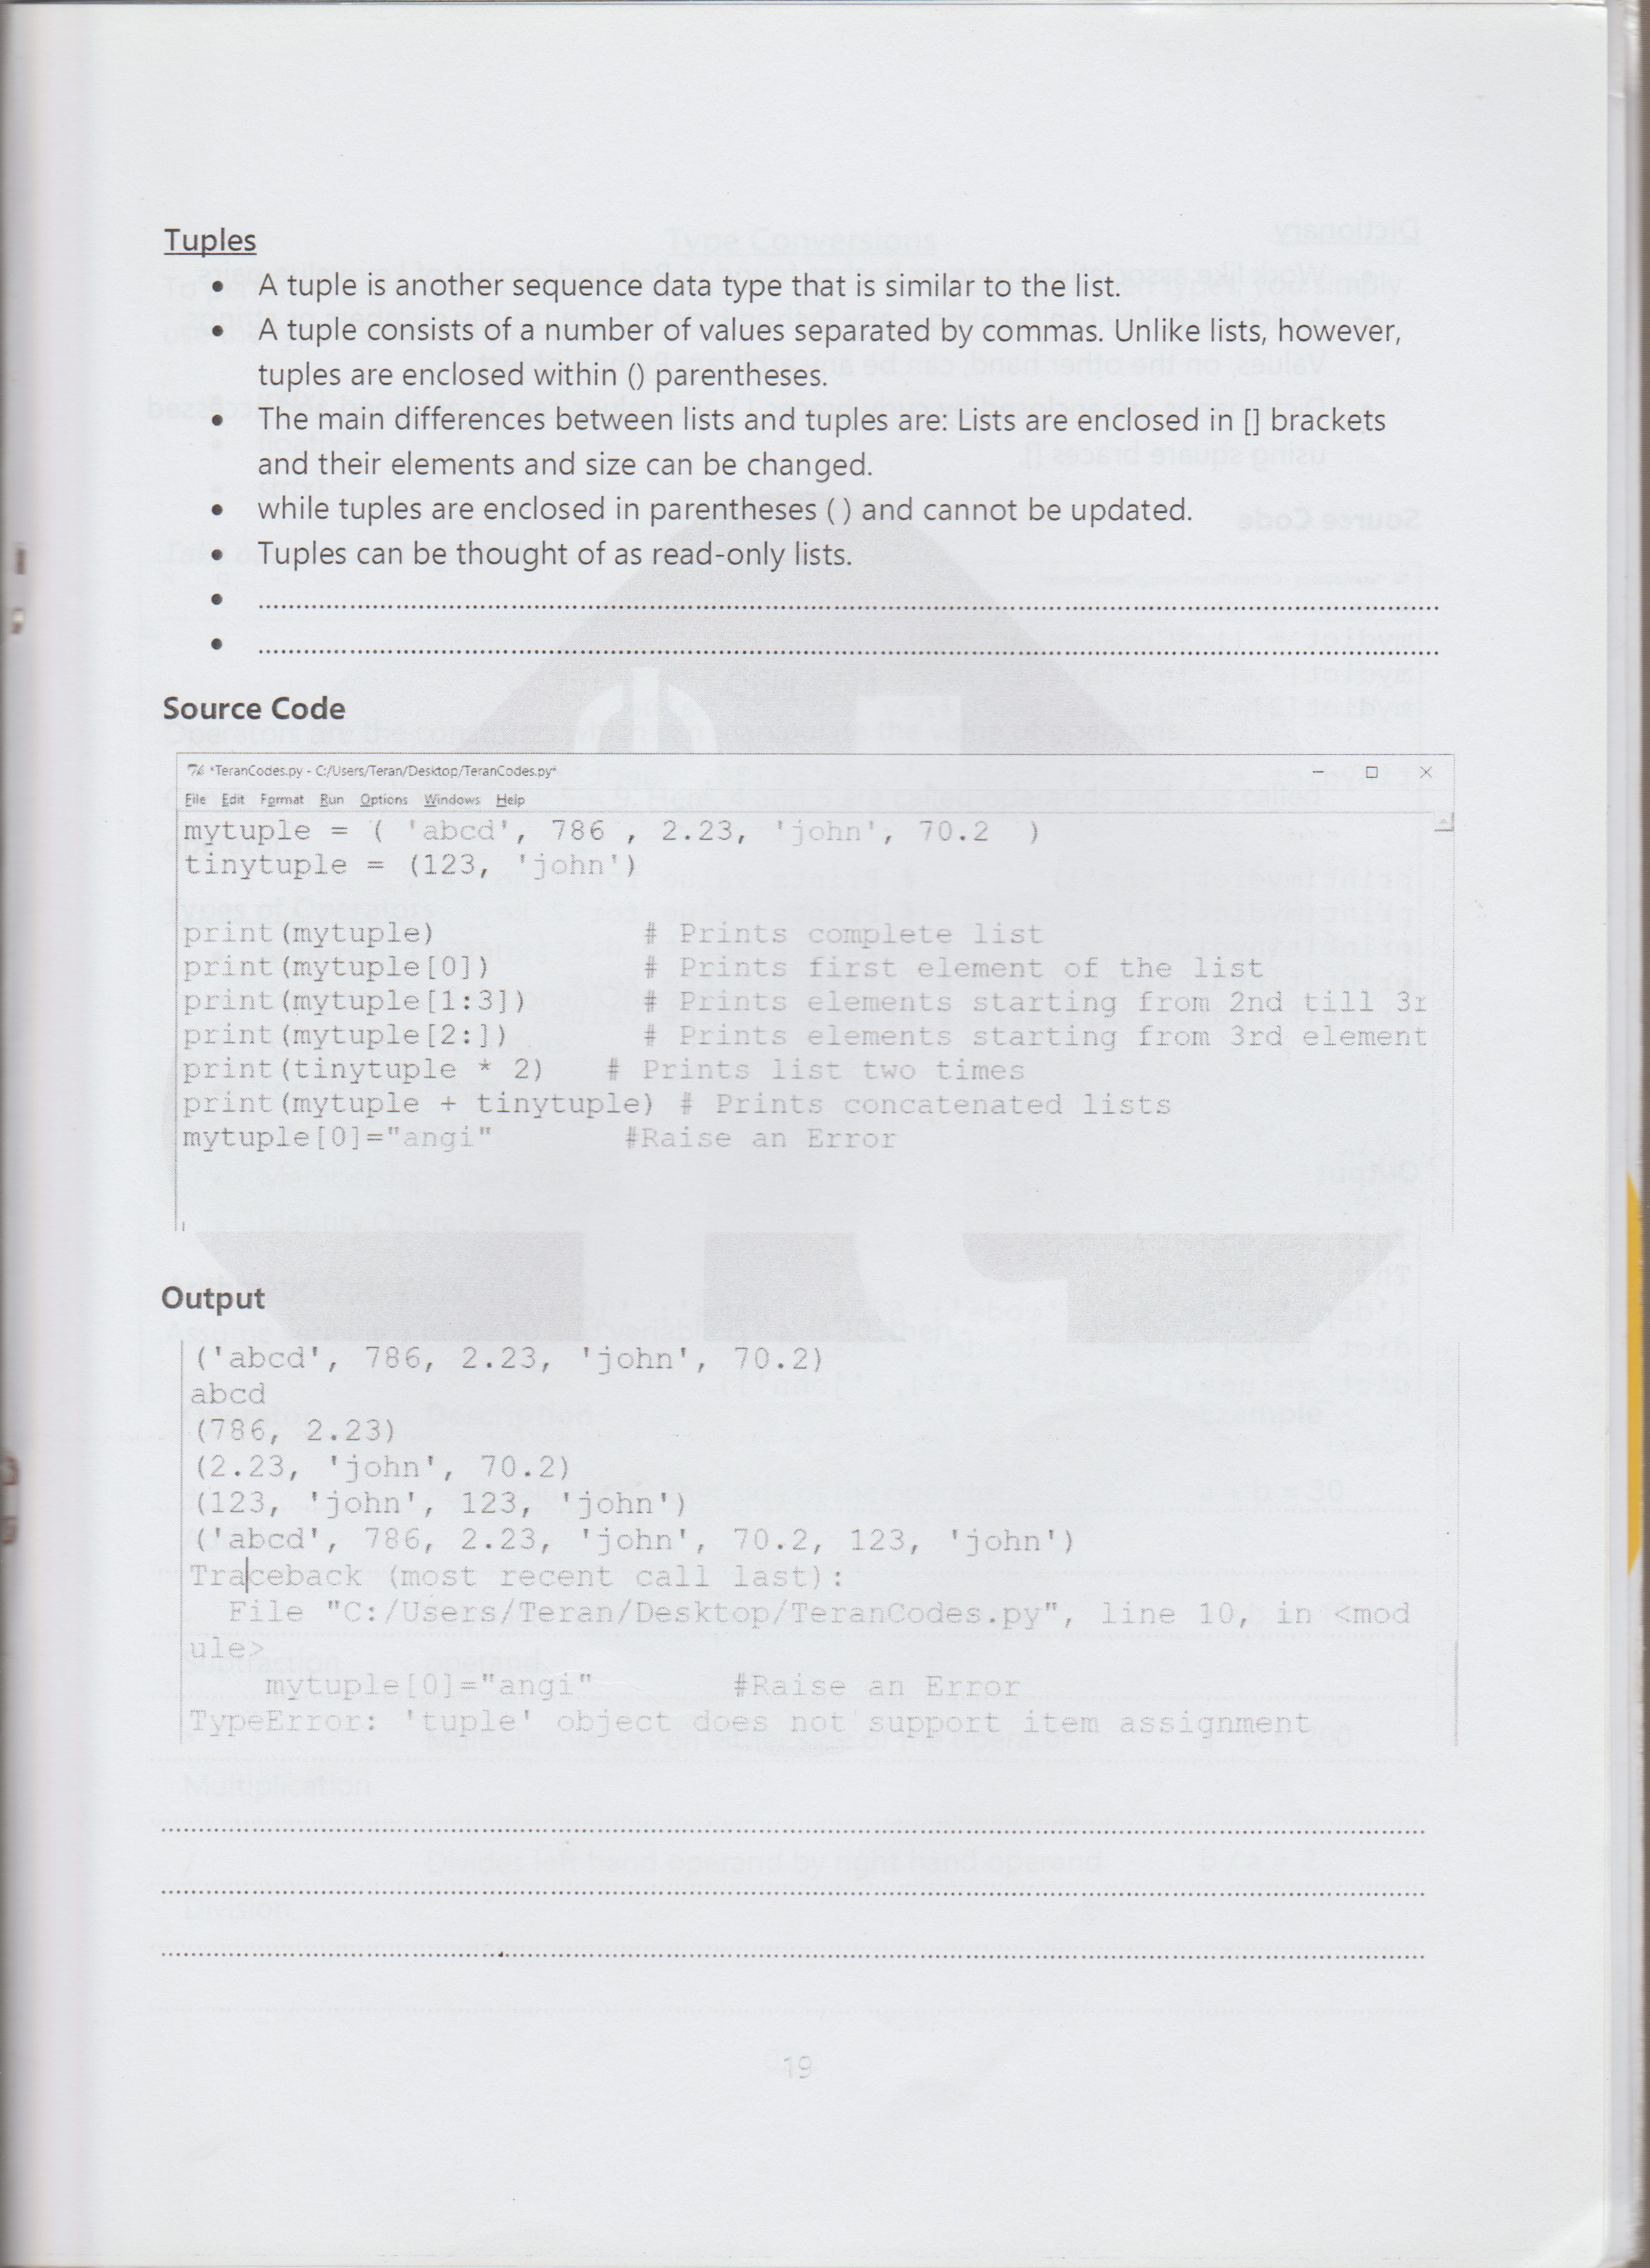 Tuples
• A tuple is another sequence data type that is similar to the list.
• A tuple consists of a number of values separated by commas. Unlike lists, however,
tuples are enclosed within () parentheses.
• The main differences between lists and tuples are: Lists are enclosed in [] brackets
and their elements and size can be changed.
• while tuples are enclosed in parentheses ( ) and cannot be updated.
• Tuples can be thought of as read-only lists.
Source Code
*TeranCodes.py - C:/Users/Teran/Desktop/TeranCodes.py*
File Edit Format Run Options Windows Help
mytuple = ( 'abcd', 786 , 2.23, 'john', 70.2  )
tinytuple = (123, 'john')
print(mytuple)            # Prints complete list
print(mytuple[0])         # Prints first element of the list
print(mytuple[1:3])       # Prints elements starting from 2nd till 3r
print(mytuple[2:])        # Prints elements starting from 3rd element
print(tinytuple * 2)    # Prints list two times
print(mytuple + tinytuple) # Prints concatenated lists
mytuple[0]="angi"        #Raise an Error
Output
('abcd', 786, 2.23, 'john', 70.2)
abcd
(786, 2.23)
(2.23, 'john', 70.2)
(123, 'john', 123, 'john')
('abcd', 786, 2.23, 'john', 70.2, 123, 'john')
Traceback (most recent call last):
  File "C:/Users/Teran/Desktop/TeranCodes.py", line 10, in <mod
ule>
    mytuple[0]="angi"        #Raise an Error
TypeError: 'tuple' object does not support item assignment
19